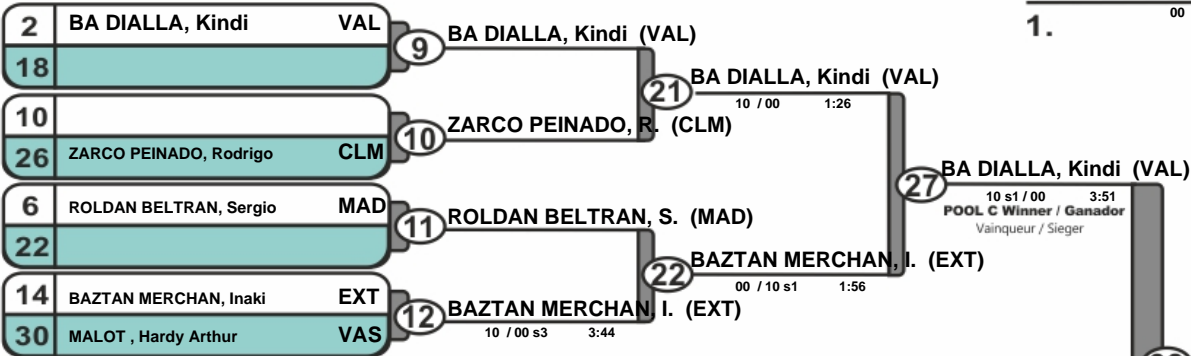 2 BA DIALLA, Kindi VAL
18
9 BA DIALLA, Kindi (VAL)
10
26 ZARCO PEINADO, Rodrigo CLM
10 ZARCO PEINADO, R. (CLM)
21 BA DIALLA, Kindi (VAL)
10 / 00 1:26
6 ROLDAN BELTRAN, Sergio MAD
22
11 ROLDAN BELTRAN, S. (MAD)
14 BAZTAN MERCHAN, Inaki EXT
30 MALOT , Hardy Arthur VAS
12 BAZTAN MERCHAN, I. (EXT)
10 / 00 s3 3:44
22 BAZTAN MERCHAN, I. (EXT)
00 / 10 s1 1:56
27 BA DIALLA, Kindi (VAL)
10 s1 / 00 3:51
POOL C Winner / Ganador
Vainqueur / Sieger
00
1.